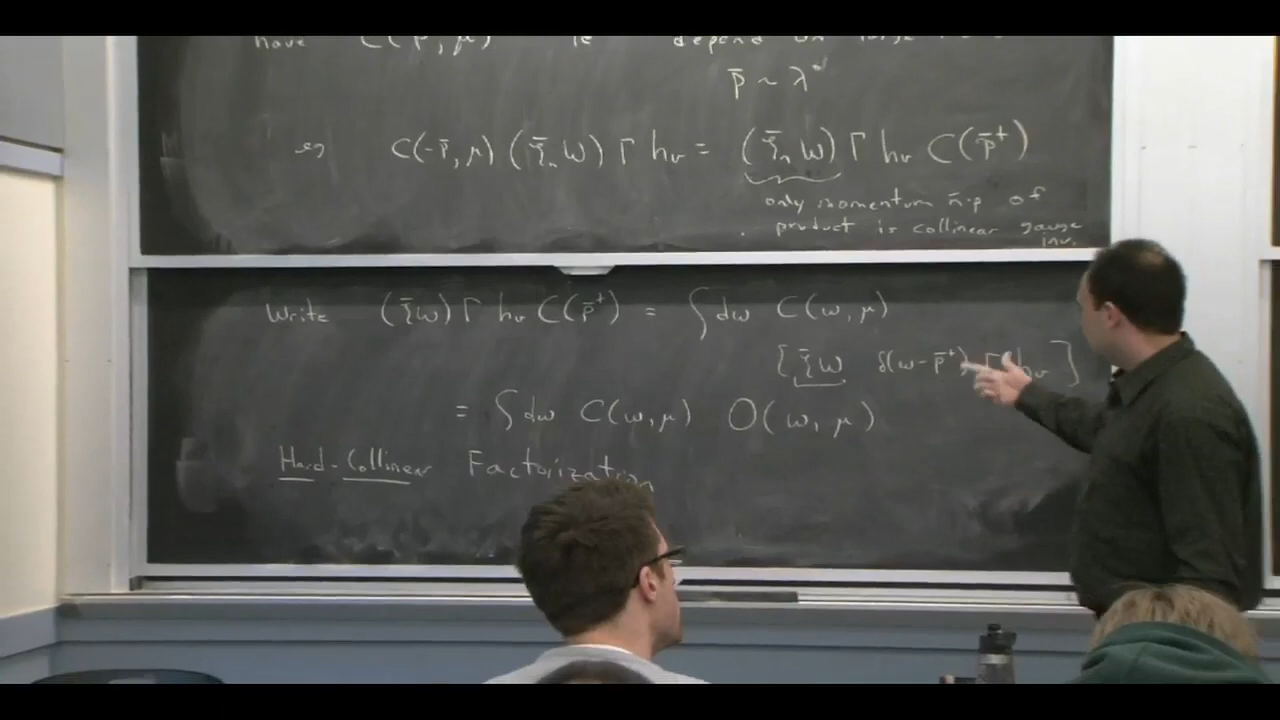 have C(P̄, μ) ie depend on large
p̄ ~ λ⁰
eg C(-P̄, μ) (ξ̄ₙ W) Γ hᵥ = (ξ̄ₙ W) Γ hᵥ C(P̄⁺)
only momentum n̄·p of
product is collinear gauge
inv.
Write (ξ̄W) Γ hᵥ C(P̄⁺) = ∫dω C(ω, μ)
[ξ̄W δ(ω-P̄⁺) Γ hᵥ]
= ∫dω C(ω, μ) O(ω, μ)
Hard-Collinear Factorization